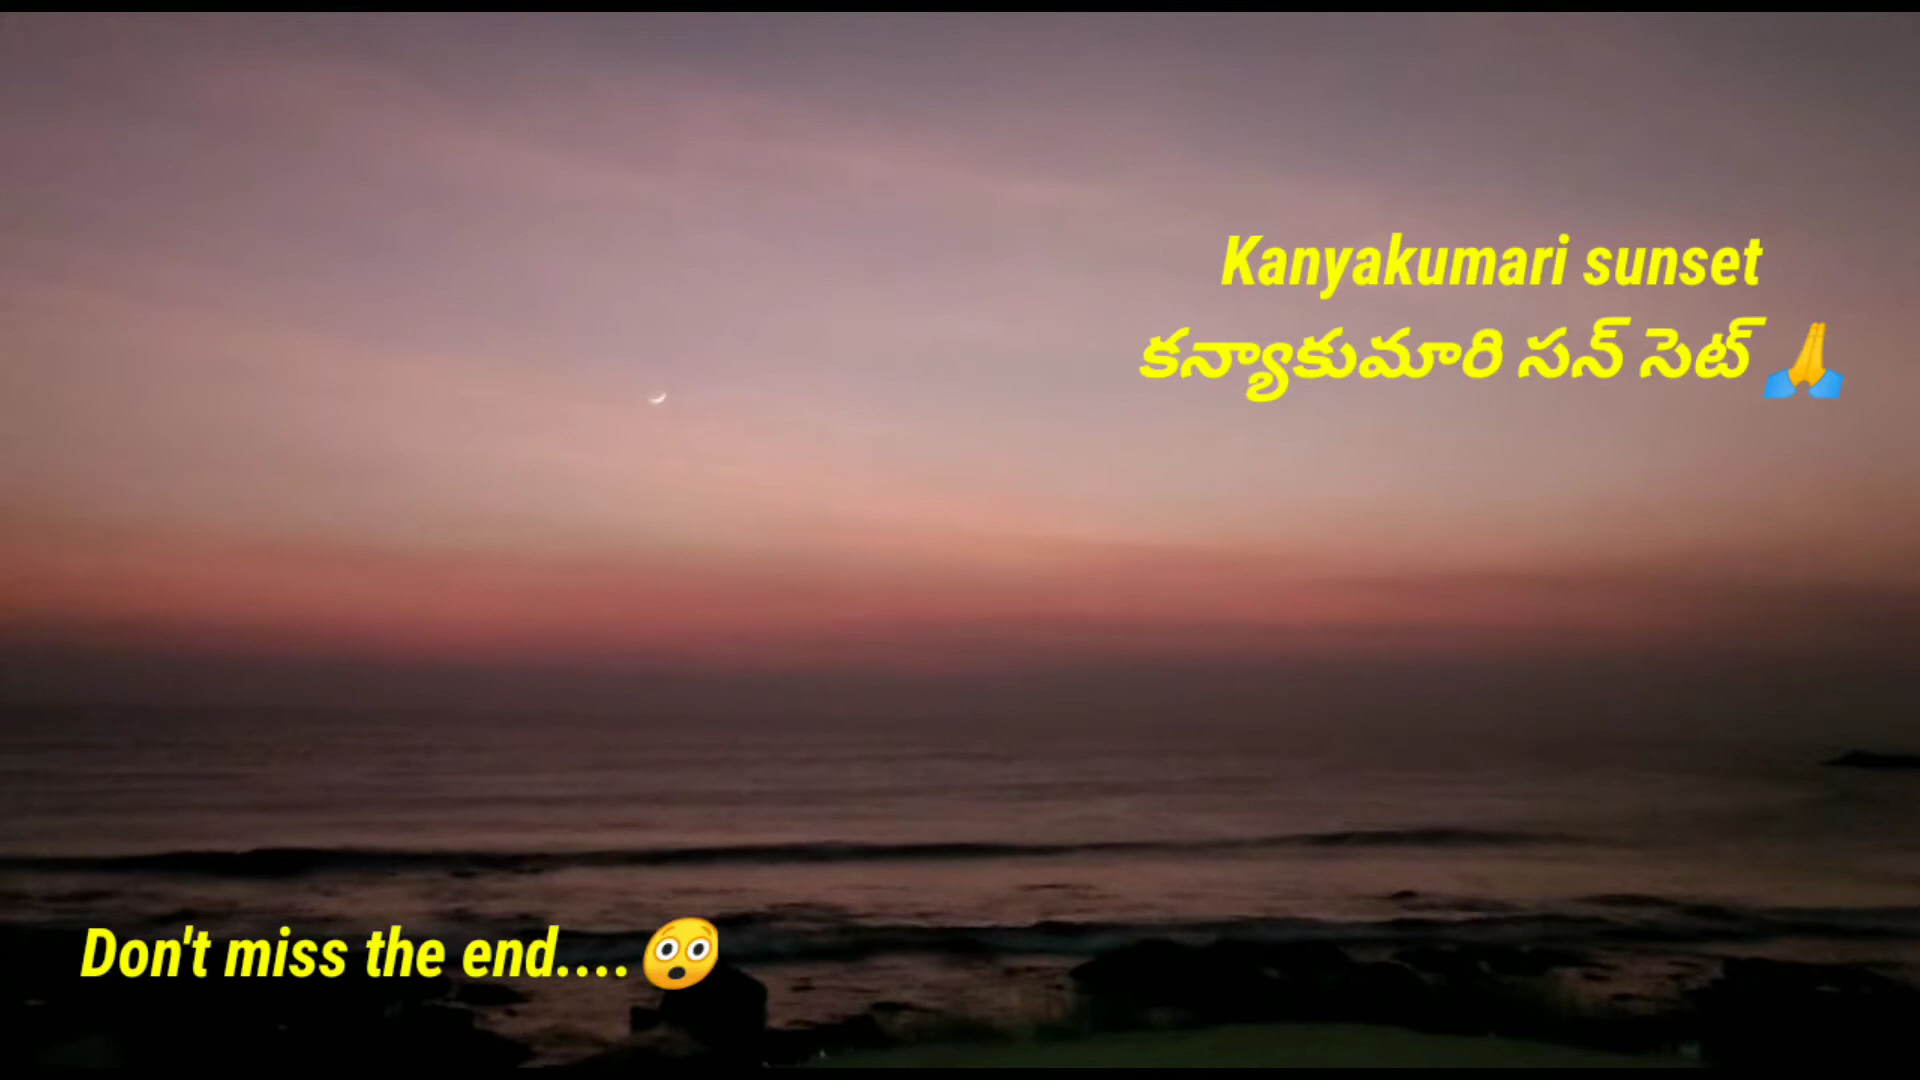 Kanyakumari sunset
కన్యాకుమారి సన్ సెట్🙏
Don't miss the end....😲